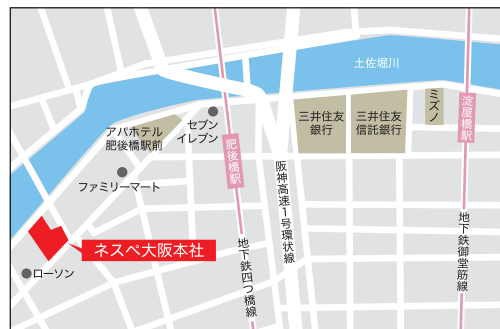 土佐堀川
ミズノ
淀屋橋駅
三井住友
銀行
三井住友
信託銀行
セブン
イレブン
アパホテル
肥後橋駅前
肥後橋駅
阪神高速1号環状線
ファミリーマート
ネスペ大阪本社
ローソン
地下鉄四つ橋線
地下鉄御堂筋線